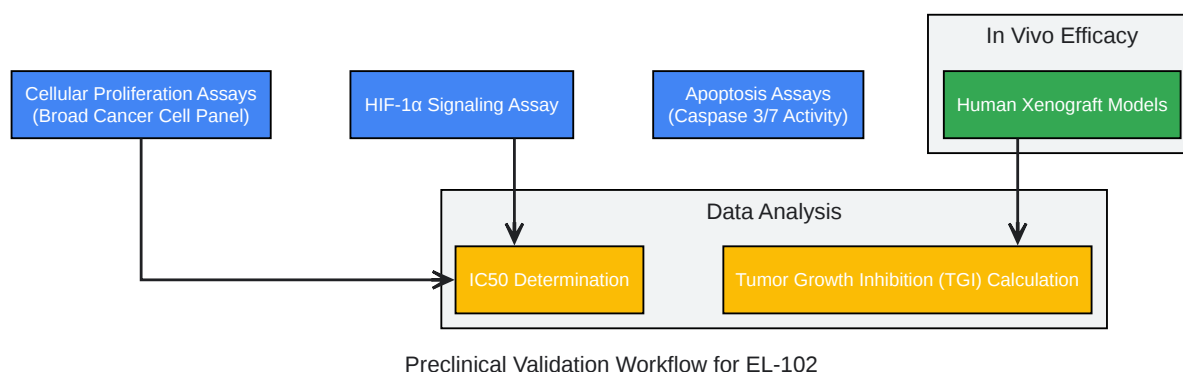 In Vivo Efficacy
Cellular Proliferation Assays
(Broad Cancer Cell Panel)
HIF-1α Signaling Assay
Apoptosis Assays
(Caspase 3/7 Activity)
Human Xenograft Models
Data Analysis
IC50 Determination
Tumor Growth Inhibition (TGI) Calculation
Preclinical Validation Workflow for EL-102